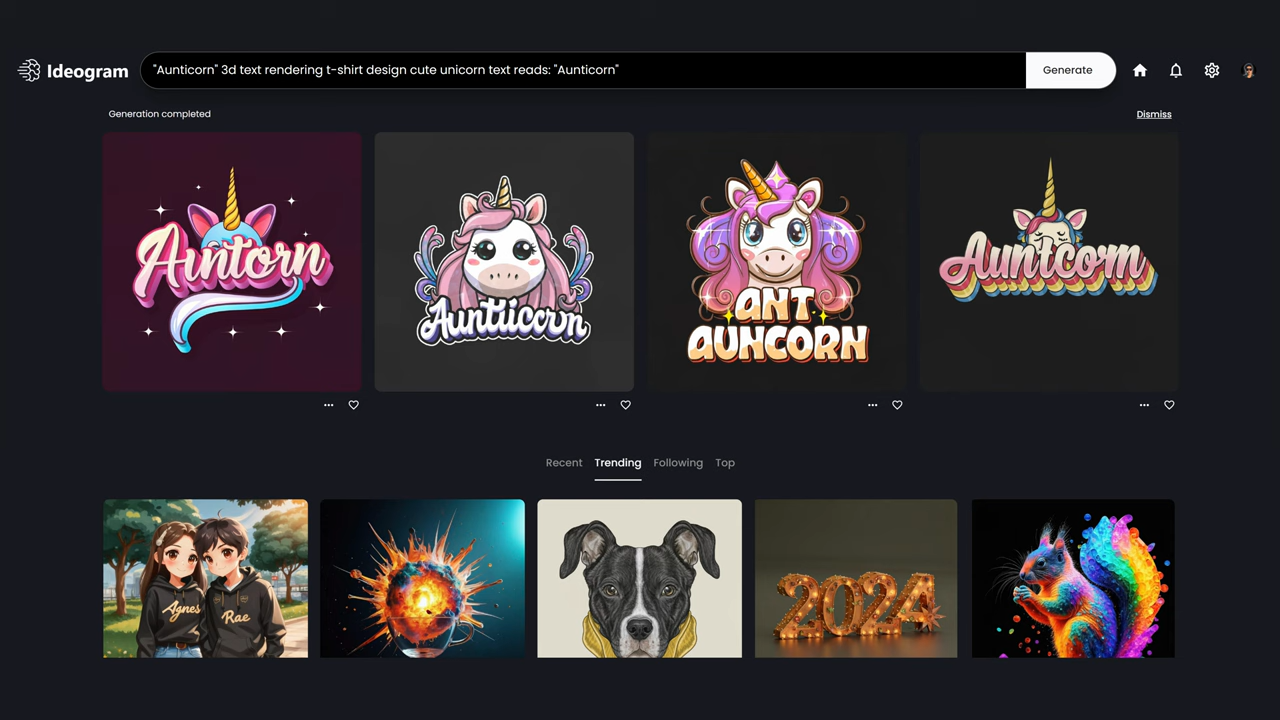 Ideogram
"Aunticorn" 3d text rendering t-shirt design cute unicorn text reads: "Aunticorn"
Generate
Generation completed
Dismiss
Auntorn
Auntiicorn
ANT
AUNCORN
Auntcorn
Recent Trending Following Top
Agnes
Rae
2024